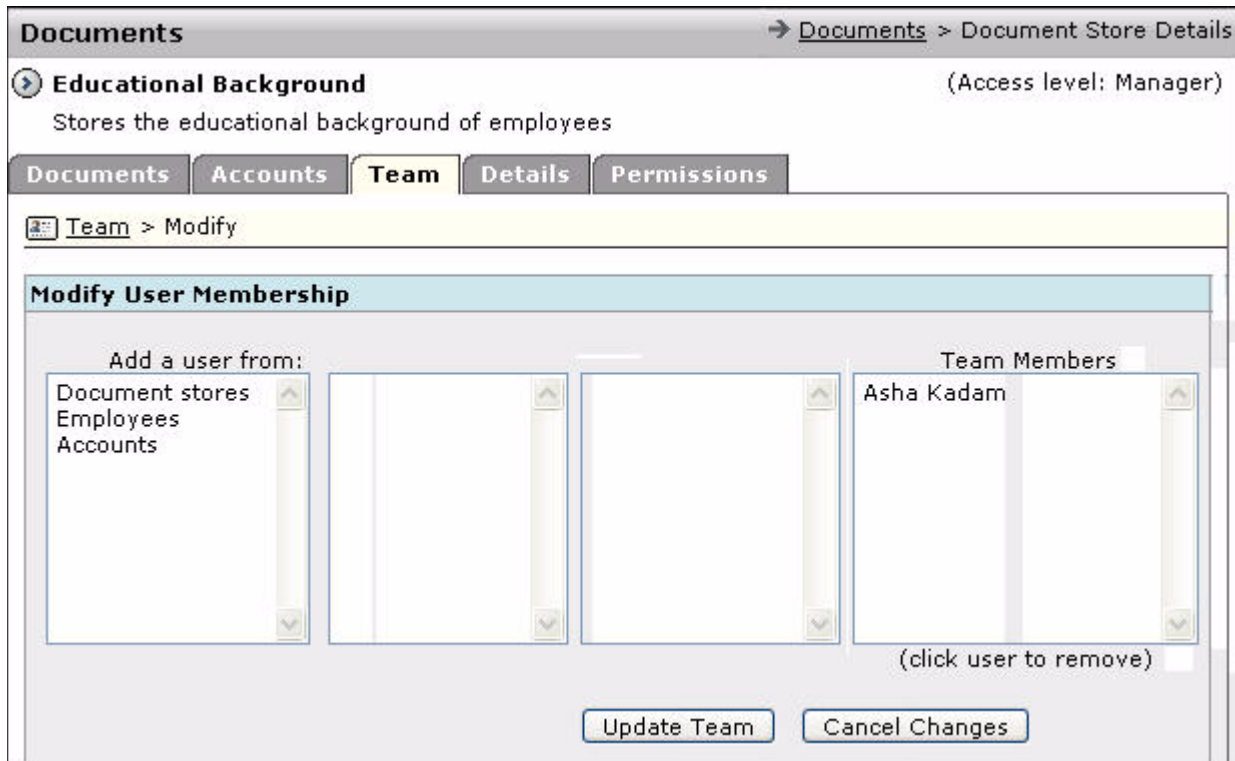 Documents
Documents > Document Store Details
Educational Background
(Access level: Manager)
Stores the educational background of employees
Documents
Accounts
Team
Details
Permissions
Team > Modify
Modify User Membership
Add a user from:
Team Members
Document stores
Employees
Accounts
Asha Kadam
(click user to remove)
Update Team
Cancel Changes